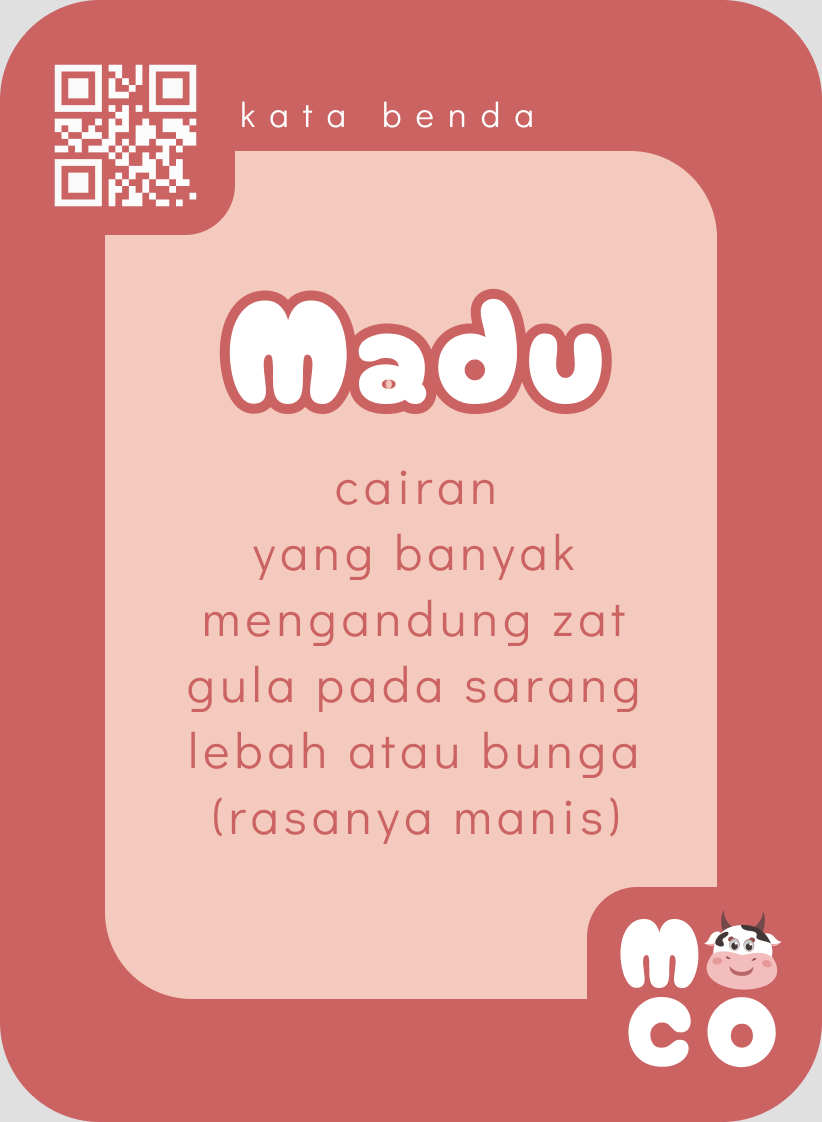 kata benda
Madu
cairan
yang banyak
mengandung zat
gula pada sarang
lebah atau bunga
(rasanya manis)
M
CO